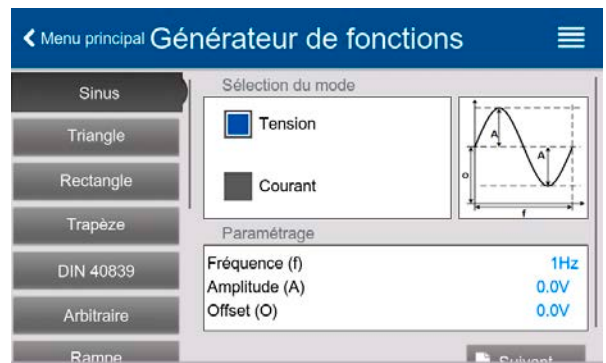 Menu principal Générateur de fonctions
Sinus
Triangle
Rectangle
Trapèze
DIN 40839
Arbitraire
Rampe
Sélection du mode
Tension
Courant
A
A
o
f
Paramétrage
Fréquence (f) 1Hz
Amplitude (A) 0.0V
Offset (O) 0.0V
Suivant